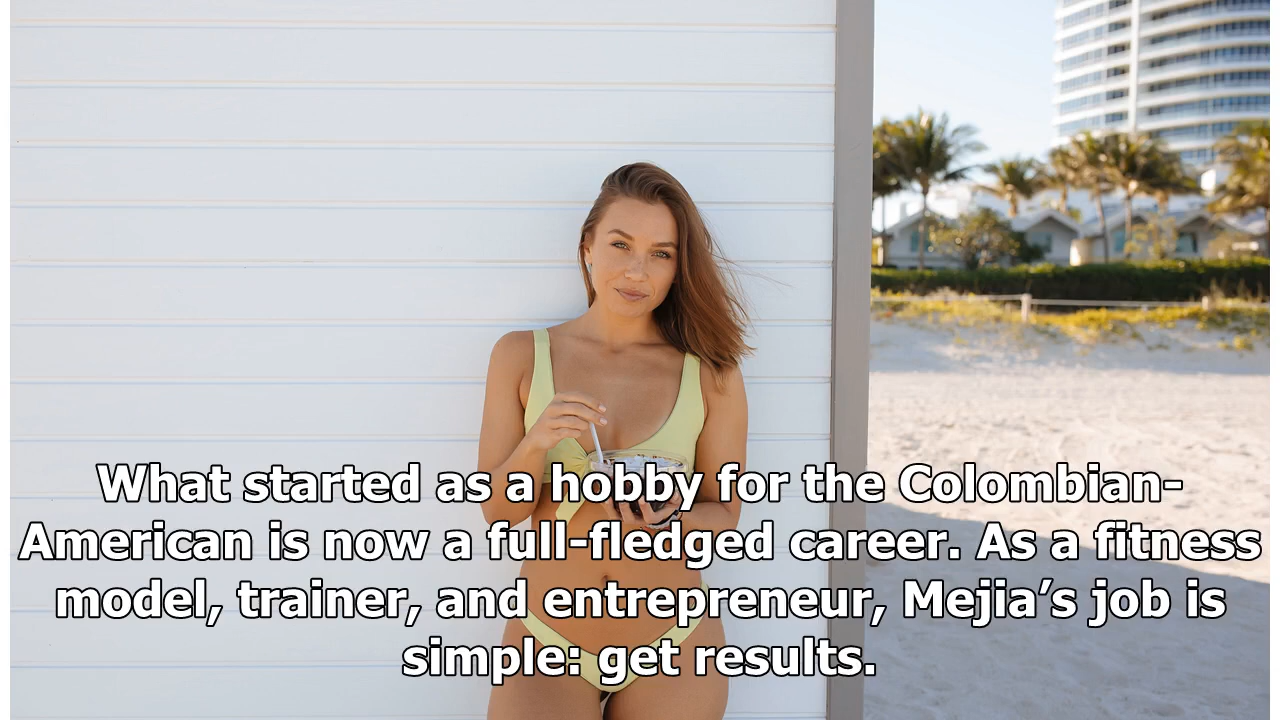 What started as a hobby for the Colombian-
American is now a full-fledged career. As a fitness
model, trainer, and entrepreneur, Mejia’s job is
simple: get results.